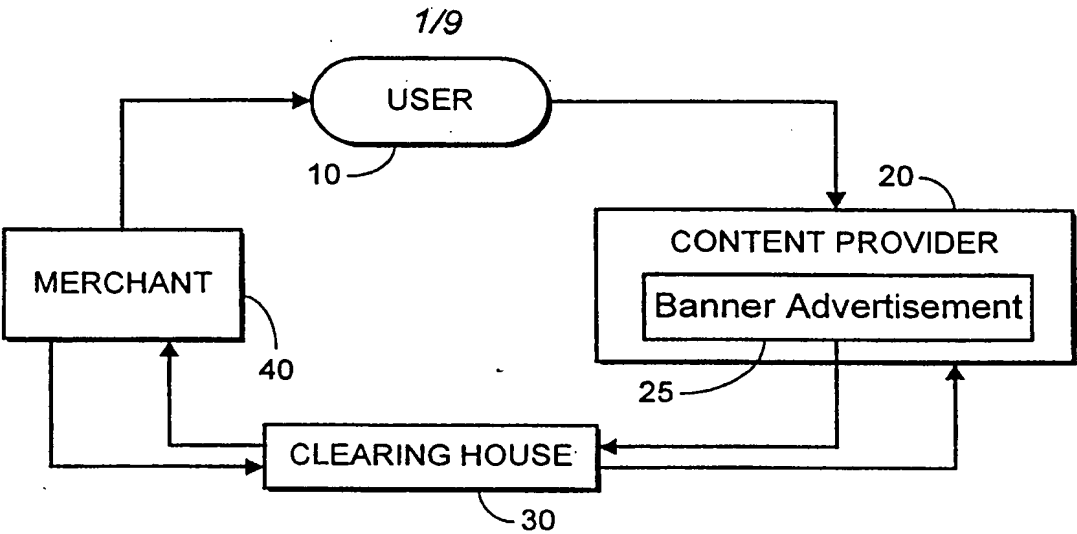 1/9
USER
10
20
CONTENT PROVIDER
MERCHANT
Banner Advertisement
40
25
CLEARING HOUSE
30